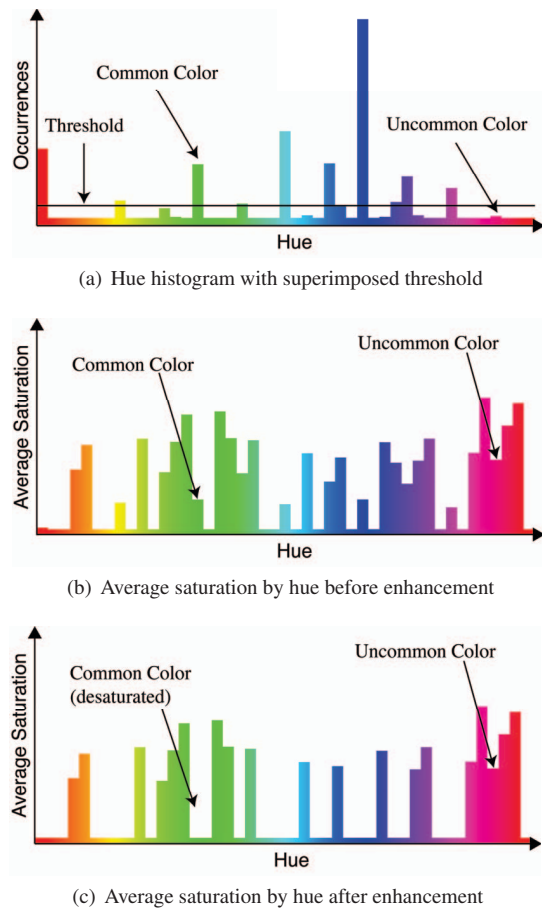 Occurrences
Common Color
Threshold
Uncommon Color
Hue
(a) Hue histogram with superimposed threshold
Average Saturation
Common Color
Uncommon Color
Hue
(b) Average saturation by hue before enhancement
Average Saturation
Common Color
(desaturated)
Uncommon Color
Hue
(c) Average saturation by hue after enhancement